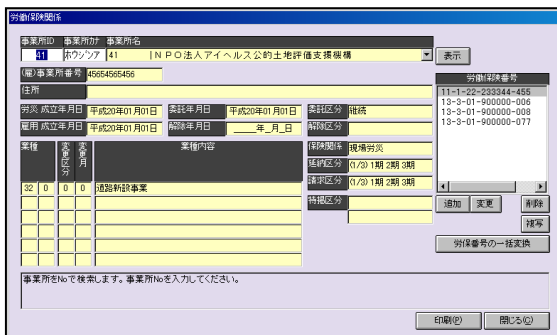 労働保険関係
事業所ID 事業所カナ 事業所名
41 ホウジンア 41 |NPO法人アイヘルス公的土地評価支援機構 表示
(雇)事業所番号 45654565456
住所
労働保険番号
11-1-22-233344-455
13-3-01-900000-006
13-3-01-900000-008
13-3-01-900000-077
労災 成立年月日 平成20年01月01日 委託年月日 平成20年01月01日 委託区分 継続
雇用 成立年月日 平成20年01月01日 解除年月日 ____年_月_日 解除区分
業種 変更区分 変更月 業種内容
保険関係 現場労災
延納区分 (1/3) 1期 2期 3期
請求区分 (1/3) 1期 2期 3期
32 0 0 0 道路新設事業
特掲区分
追加 変更 削除
複写
労保番号の一括変換
事業所をNoで検索します。事業所Noを入力してください。
印刷(P) 閉じる(C)